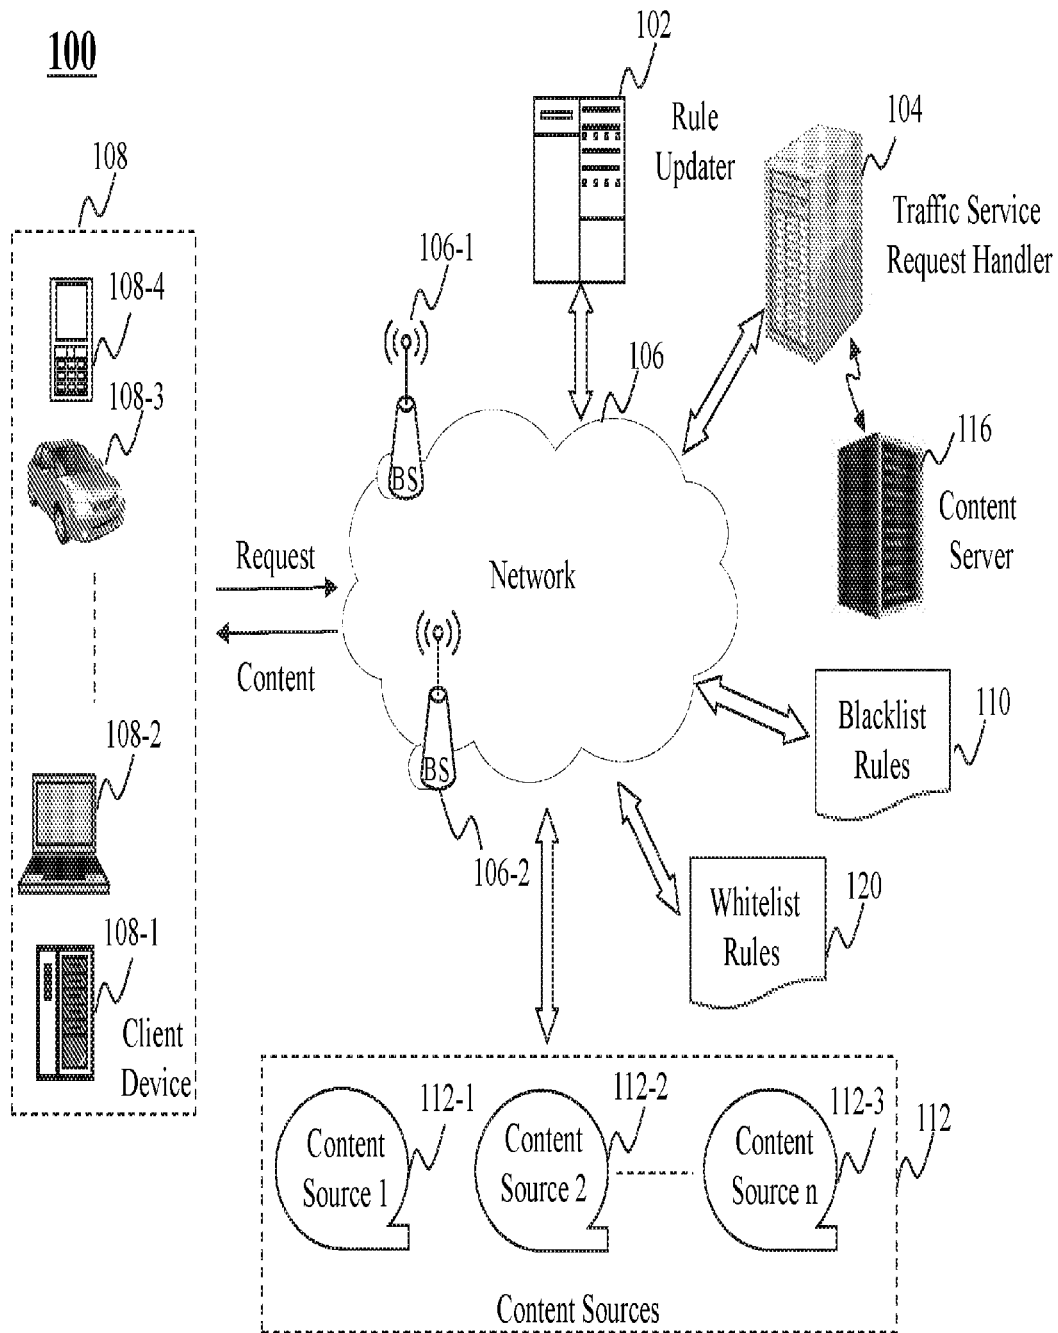 100
102
Rule
Updater
104
Traffic Service
Request Handler
108
106-1
108-4
108-3
106
116
Content
Server
BS
Request
Network
Content
BS
106-2
108-2
108-1
Client
Device
Blacklist
Rules
110
Whitelist
Rules
120
Content
Source 1
112-1
Content
Source 2
112-2
Content
Source n
112-3
112
Content Sources